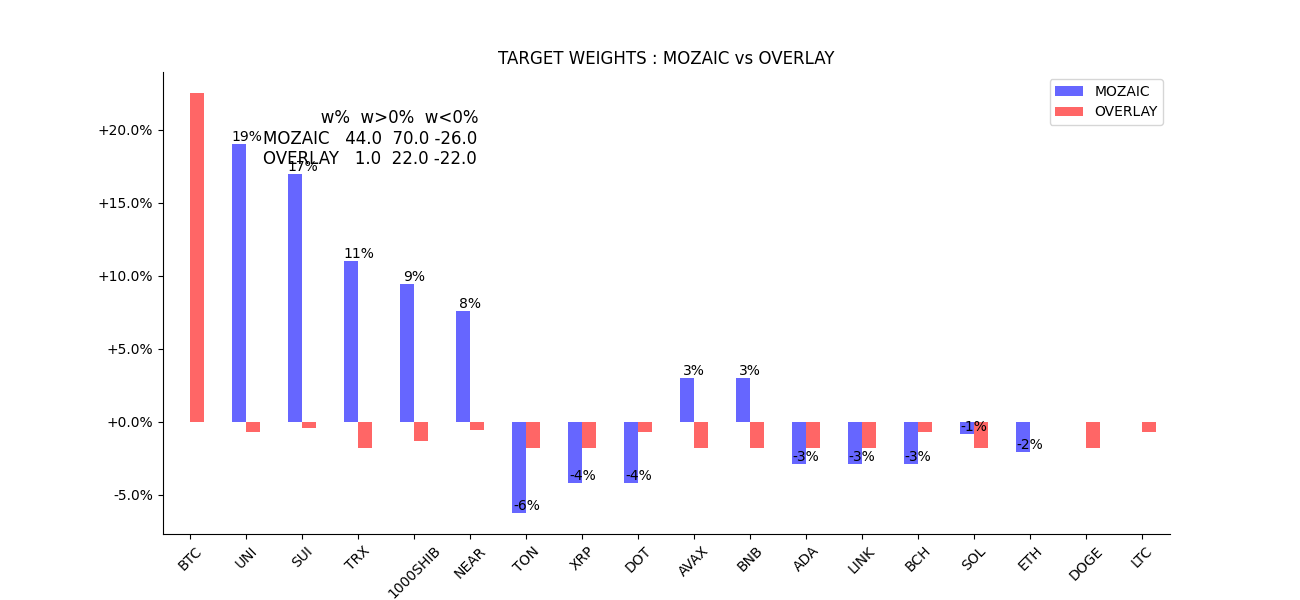 TARGET WEIGHTS : MOZAIC vs OVERLAY
MOZAIC
OVERLAY
w% w>0% w<0%
MOZAIC 44.0 70.0 -26.0
OVERLAY 1.0 22.0 -22.0
+20.0%
+15.0%
+10.0%
+5.0%
+0.0%
-5.0%
19%
17%
11%
9%
8%
-6%
-4%
-4%
3%
3%
-3%
-3%
-3%
-1%
-2%
BTC
UNI
SUI
TRX
1000SHIB
NEAR
TON
XRP
DOT
AVAX
BNB
ADA
LINK
BCH
SOL
ETH
DOGE
LTC